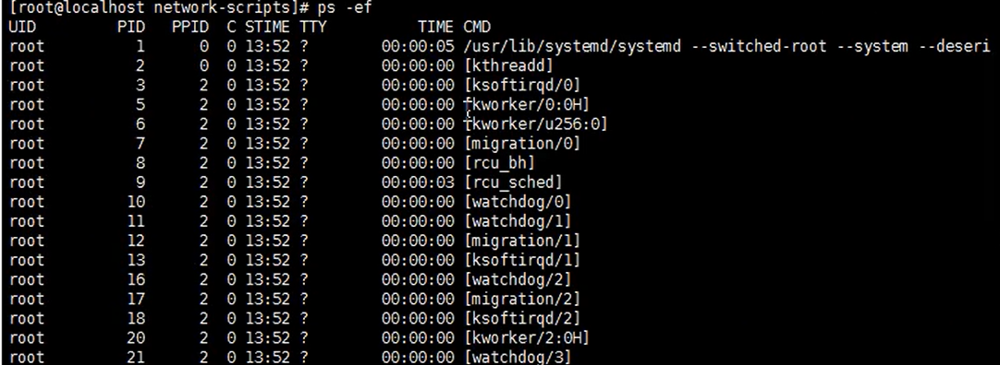 [root@localhost network-scripts]# ps -ef
UID        PID  PPID  C STIME TTY          TIME CMD
root         1     0  0 13:52 ?        00:00:05 /usr/lib/systemd/systemd --switched-root --system --deseri
root         2     0  0 13:52 ?        00:00:00 [kthreadd]
root         3     2  0 13:52 ?        00:00:00 [ksoftirqd/0]
root         5     2  0 13:52 ?        00:00:00 [kworker/0:0H]
root         6     2  0 13:52 ?        00:00:00 [kworker/u256:0]
root         7     2  0 13:52 ?        00:00:00 [migration/0]
root         8     2  0 13:52 ?        00:00:00 [rcu_bh]
root         9     2  0 13:52 ?        00:00:03 [rcu_sched]
root        10     2  0 13:52 ?        00:00:00 [watchdog/0]
root        11     2  0 13:52 ?        00:00:00 [watchdog/1]
root        12     2  0 13:52 ?        00:00:00 [migration/1]
root        13     2  0 13:52 ?        00:00:00 [ksoftirqd/1]
root        16     2  0 13:52 ?        00:00:00 [watchdog/2]
root        17     2  0 13:52 ?        00:00:00 [migration/2]
root        18     2  0 13:52 ?        00:00:00 [ksoftirqd/2]
root        20     2  0 13:52 ?        00:00:00 [kworker/2:0H]
root        21     2  0 13:52 ?        00:00:00 [watchdog/3]